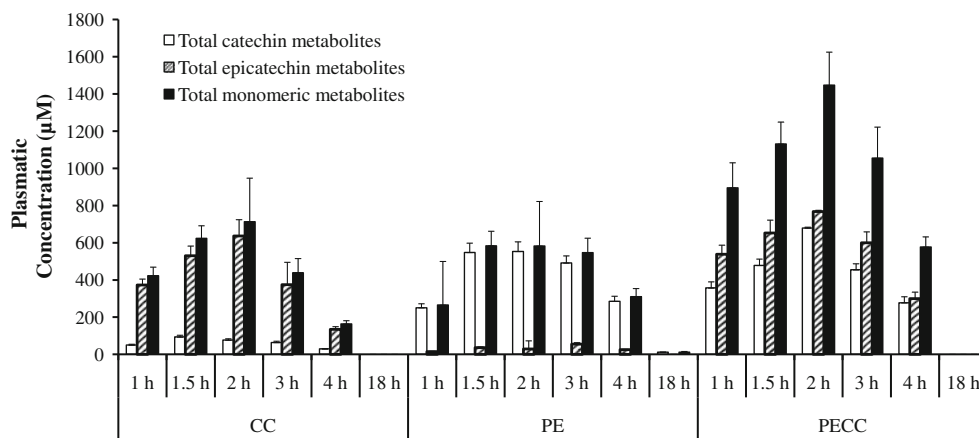 Plasmatic
Concentration (µM)
1800
1600
1400
1200
1000
800
600
400
200
0
Total catechin metabolites
Total epicatechin metabolites
Total monomeric metabolites
1 h 1.5 h 2 h 3 h 4 h 18 h 1 h 1.5 h 2 h 3 h 4 h 18 h 1 h 1.5 h 2 h 3 h 4 h 18 h
CC PE PECC